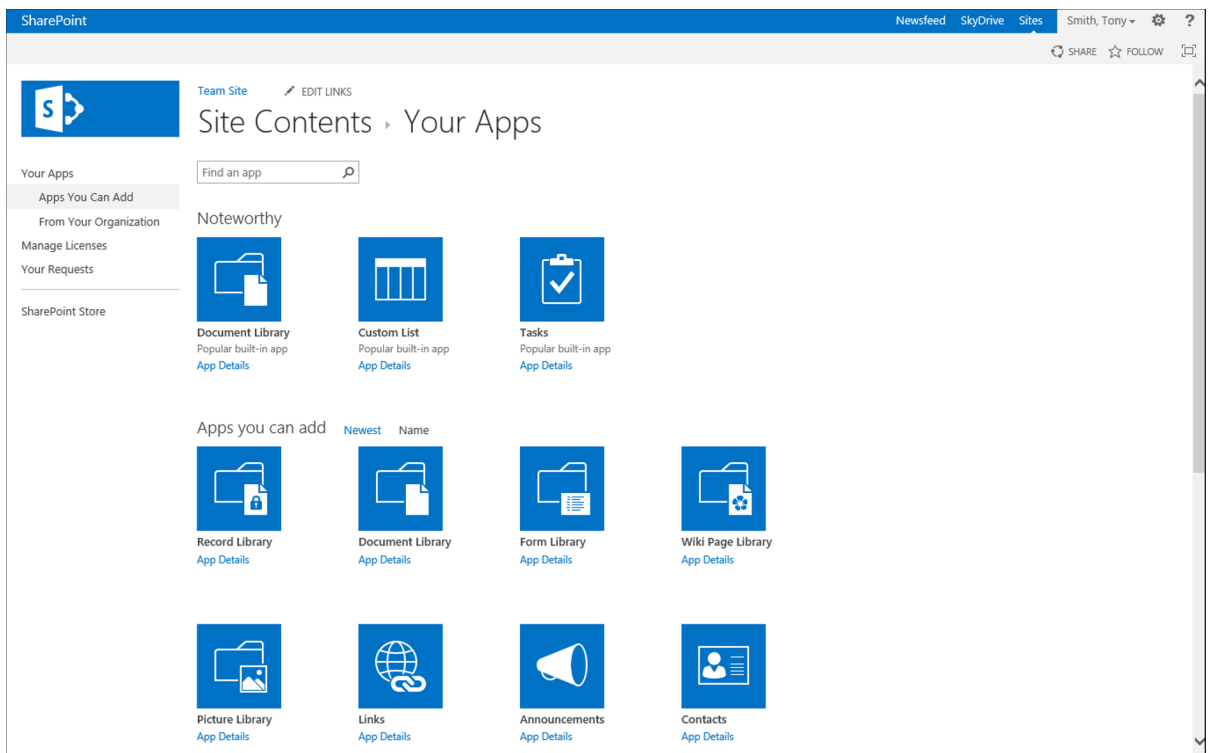 SharePoint
Newsfeed SkyDrive Sites Smith, Tony ?
SHARE FOLLOW
S
Team Site EDIT LINKS
Site Contents Your Apps
Find an app
Your Apps
Apps You Can Add
From Your Organization
Manage Licenses
Your Requests
SharePoint Store
Noteworthy
Document Library Custom List Tasks
Popular built-in app Popular built-in app Popular built-in app
App Details App Details App Details
Apps you can add Newest Name
Record Library Document Library Form Library Wiki Page Library
App Details App Details App Details App Details
Picture Library Links Announcements Contacts
App Details App Details App Details App Details